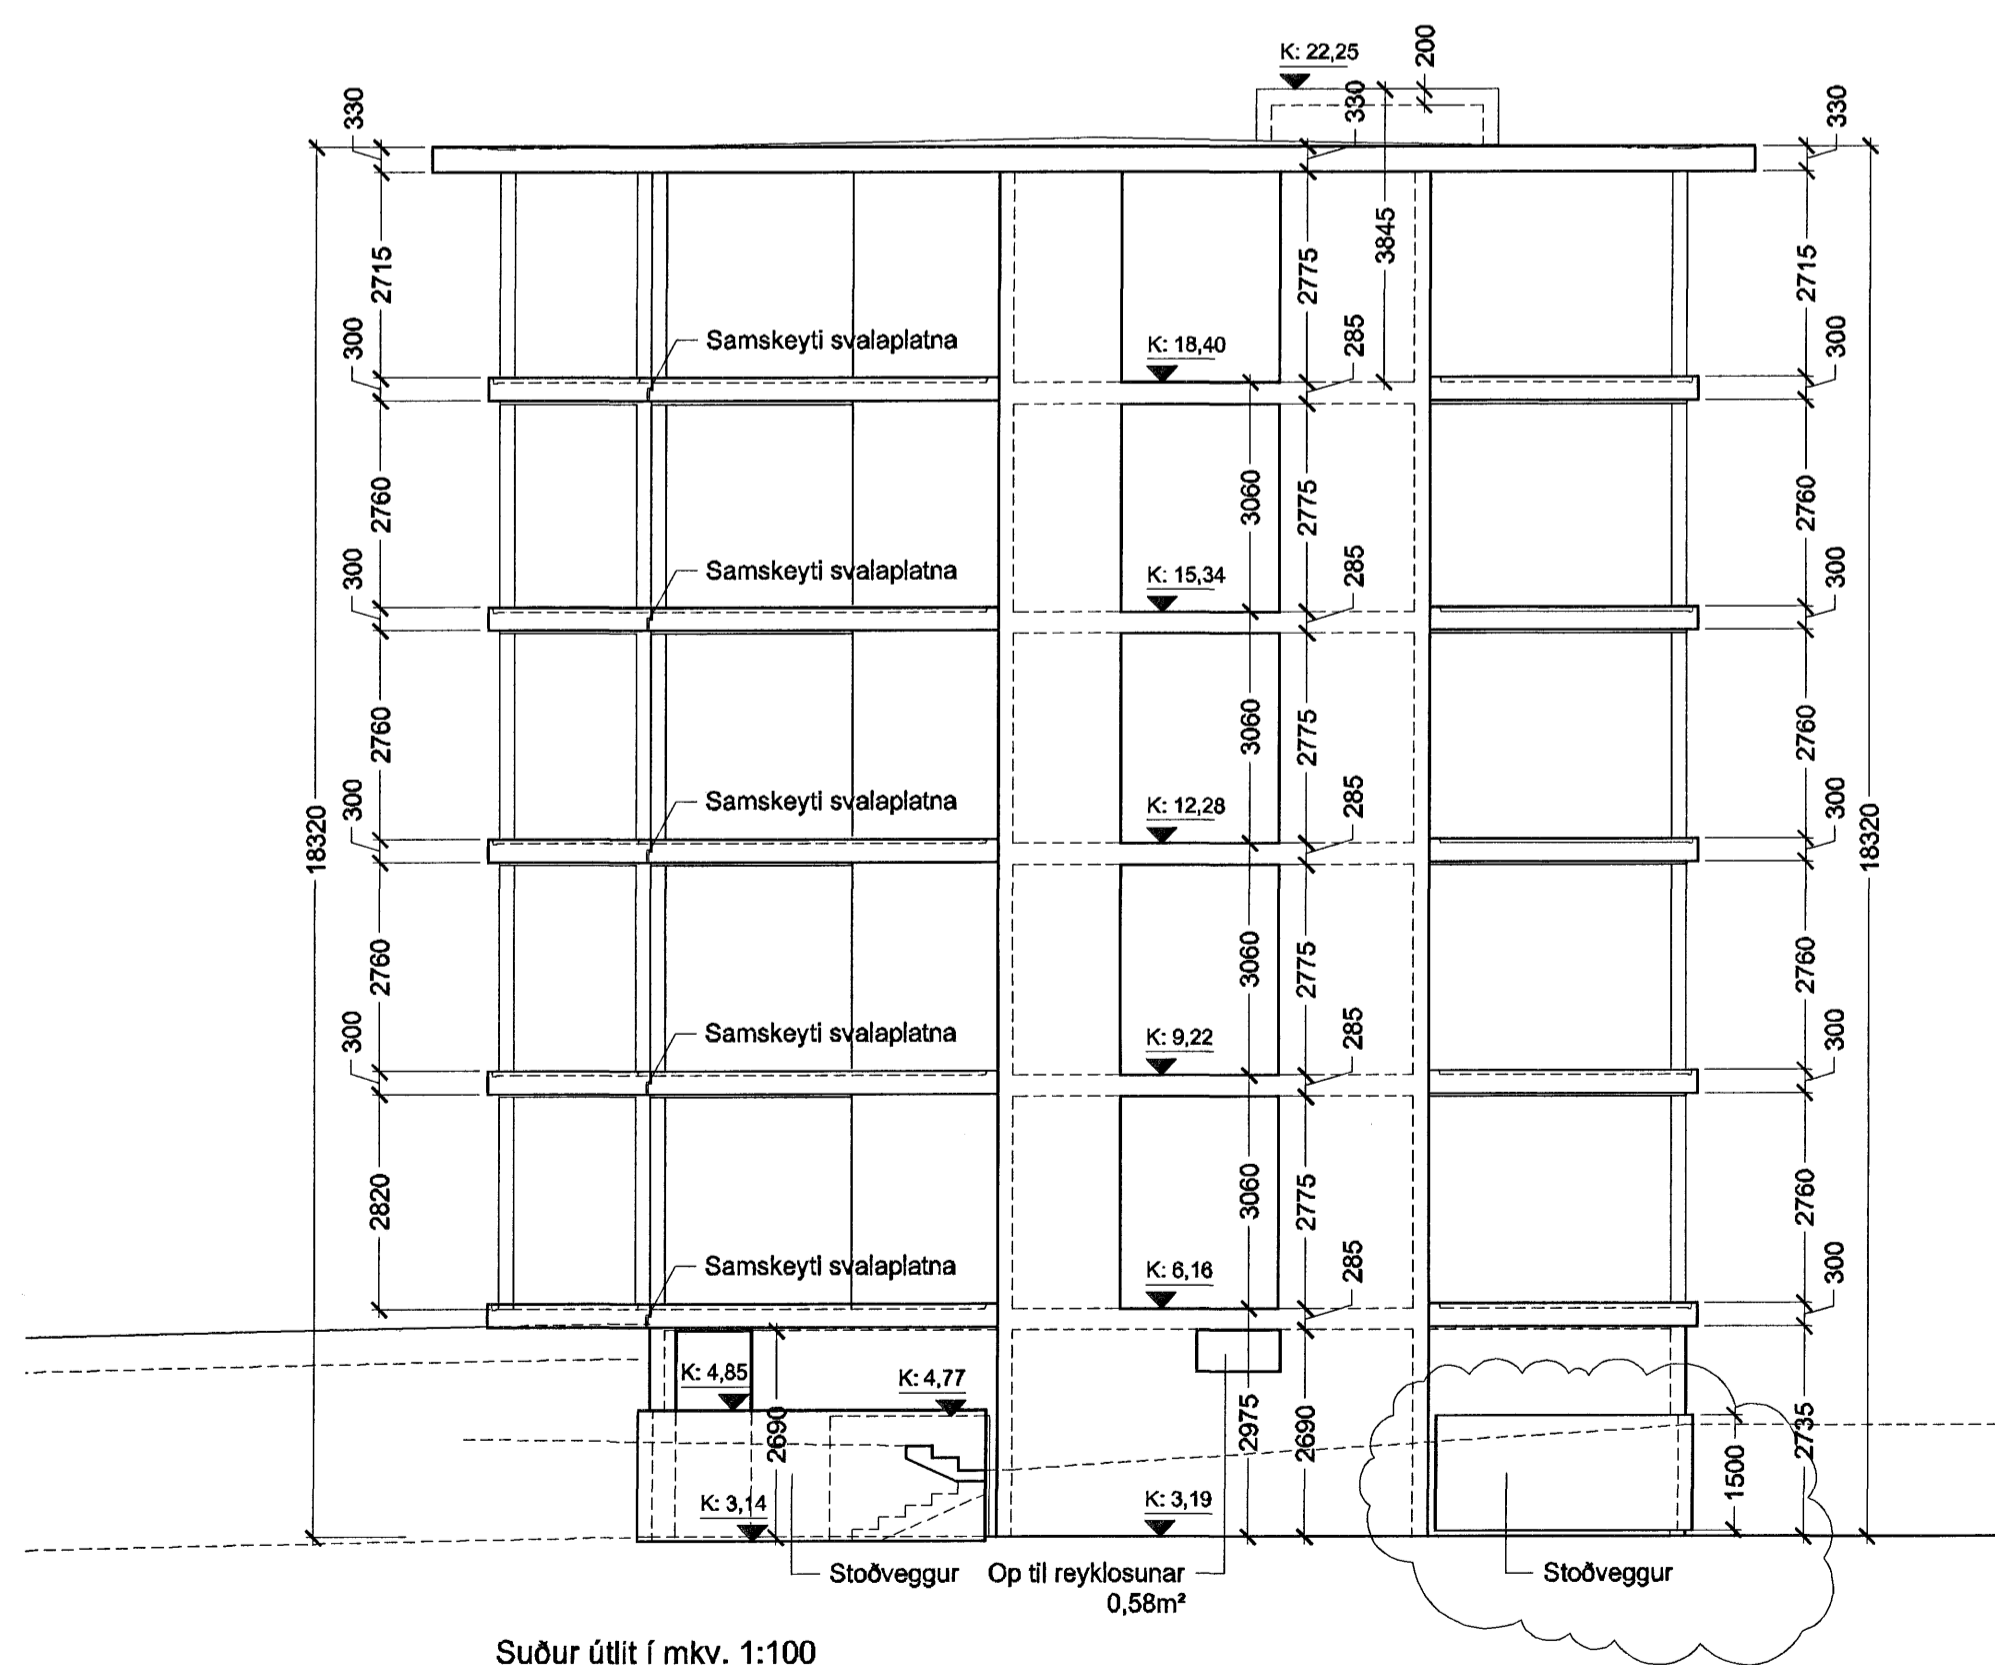 K: 22,25
200
330
330
330
330
18320
2715
2775
3845
2715
18320
300
Samskeyti svalaplatna
K: 18,40
285
300
2760
3060
2775
2760
300
Samskeyti svalaplatna
K: 15,34
285
300
2760
3060
2775
2760
300
Samskeyti svalaplatna
K: 12,28
285
300
2760
3060
2775
2760
300
Samskeyti svalaplatna
K: 9,22
285
300
2820
3060
2775
2760
Samskeyti svalaplatna
K: 6,16
285
300
K: 4,85
K: 4,77
2690
2975
2690
1500
2735
K: 3,14
K: 3,19
Stoðveggur
Op til reyklosunar
0,58m²
Stoðveggur
Suður útlit í mkv. 1:100